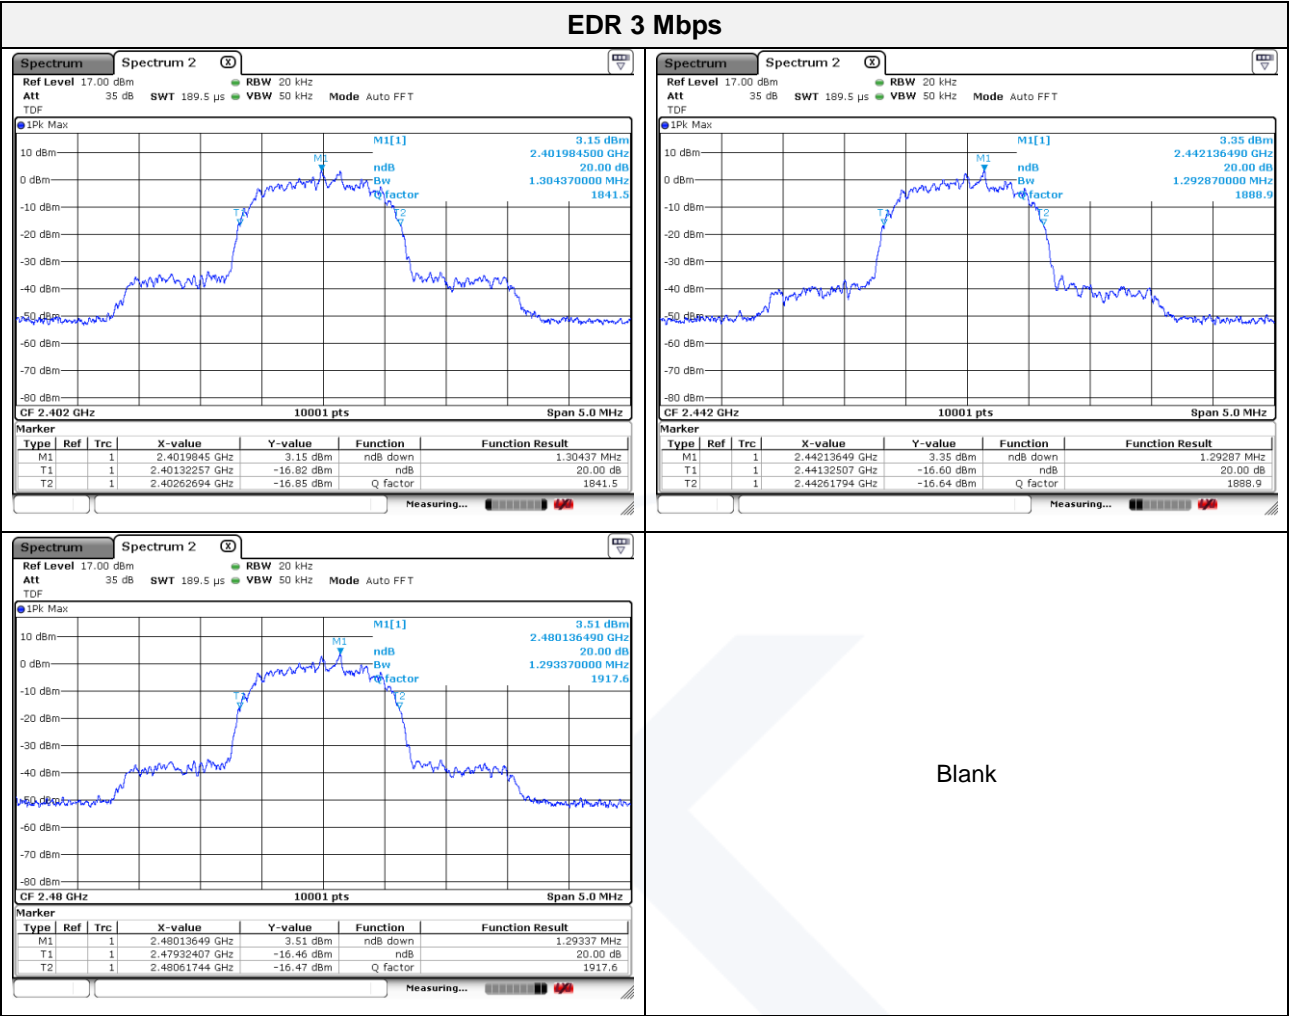 EDR 3 Mbps
Spectrum Spectrum 2 X
Ref Level 17.00 dBm RBW 20 kHz
Att 35 dB SWT 189.5 µs VBW 50 kHz Mode Auto FFT
TDF
1Pk Max
M1[1] 3.15 dBm
10 dBm 2.401984500 GHz
M1
ndB 20.00 dB
0 dBm Bw 1.304370000 MHz
Q factor 1841.5
-10 dBm
T1 T2
-20 dBm
-30 dBm
-40 dBm
-50 dBm
-60 dBm
-70 dBm
-80 dBm
CF 2.402 GHz 10001 pts Span 5.0 MHz
Marker
Type Ref Trc X-value Y-value Function Function Result
M1 1 2.4019845 GHz 3.15 dBm ndB down 1.30437 MHz
T1 1 2.40132257 GHz -16.82 dBm ndB 20.00 dB
T2 1 2.40262694 GHz -16.85 dBm Q factor 1841.5
Measuring...
Spectrum Spectrum 2 X
Ref Level 17.00 dBm RBW 20 kHz
Att 35 dB SWT 189.5 µs VBW 50 kHz Mode Auto FFT
TDF
1Pk Max
M1[1] 3.35 dBm
10 dBm 2.442136490 GHz
M1
ndB 20.00 dB
0 dBm Bw 1.292870000 MHz
Q factor 1888.9
-10 dBm
T1 T2
-20 dBm
-30 dBm
-40 dBm
-50 dBm
-60 dBm
-70 dBm
-80 dBm
CF 2.442 GHz 10001 pts Span 5.0 MHz
Marker
Type Ref Trc X-value Y-value Function Function Result
M1 1 2.44213649 GHz 3.35 dBm ndB down 1.29287 MHz
T1 1 2.44132507 GHz -16.60 dBm ndB 20.00 dB
T2 1 2.44261794 GHz -16.64 dBm Q factor 1888.9
Measuring...
Spectrum Spectrum 2 X
Ref Level 17.00 dBm RBW 20 kHz
Att 35 dB SWT 189.5 µs VBW 50 kHz Mode Auto FFT
TDF
1Pk Max
M1[1] 3.51 dBm
10 dBm 2.480136490 GHz
M1
ndB 20.00 dB
0 dBm Bw 1.293370000 MHz
Q factor 1917.6
-10 dBm
T1 T2
-20 dBm
-30 dBm
-40 dBm
-50 dBm
-60 dBm
-70 dBm
-80 dBm
CF 2.48 GHz 10001 pts Span 5.0 MHz
Marker
Type Ref Trc X-value Y-value Function Function Result
M1 1 2.48013649 GHz 3.51 dBm ndB down 1.29337 MHz
T1 1 2.47932407 GHz -16.46 dBm ndB 20.00 dB
T2 1 2.48061744 GHz -16.47 dBm Q factor 1917.6
Measuring...
Blank